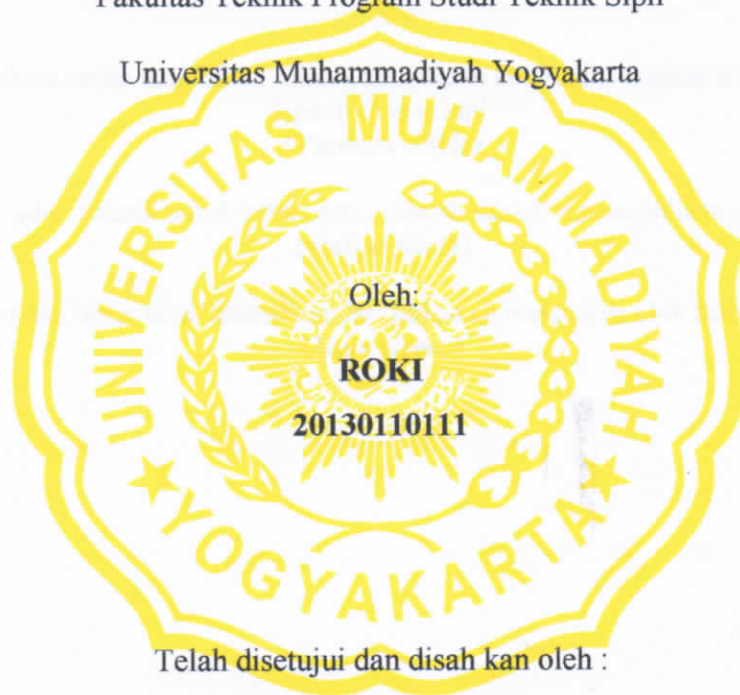 Fakultas Teknik Program Studi Teknik Sipil
Universitas Muhammadiyah Yogyakarta
UNIVERSITAS MUHAMMADIYAH
Oleh:
ROKI
20130110111
YOGYAKARTA
Telah disetujui dan disah kan oleh :